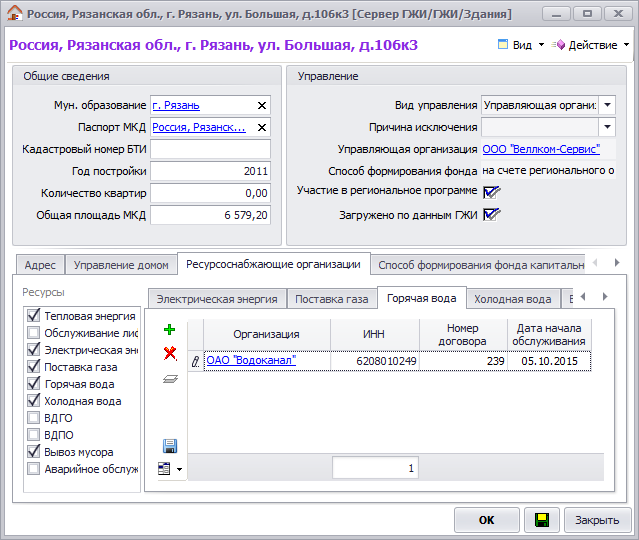 Россия, Рязанская обл., г. Рязань, ул. Большая, д.106к3 [Сервер ГЖИ/ГЖИ/Здания]
Россия, Рязанская обл., г. Рязань, ул. Большая, д.106к3
Вид
Действие
Общие сведения
Мун. образование г. Рязань
Паспорт МКД Россия, Рязанск...
Кадастровый номер БТИ
Год постройки 2011
Количество квартир 0,00
Общая площадь МКД 6 579,20
Управление
Вид управления Управляющая органи
Причина исключения
Управляющая организация ООО "Веллком-Сервис"
Способ формирования фонда на счете регионального о
Участие в региональное программе
Загружено по данным ГЖИ
Адрес Управление домом Ресурсоснабжающие организации Способ формирования фонда капитальн
Ресурсы
Тепловая энергия
Обслуживание лис
Электрическая эн
Поставка газа
Горячая вода
Холодная вода
ВДГО
ВДПО
Вывоз мусора
Аварийное обслуж
Электрическая энергия Поставка газа Горячая вода Холодная вода
Организация ИНН Номер договора Дата начала обслуживания
ОАО "Водоканал" 6208010249 239 05.10.2015
1
OK
Закрыть